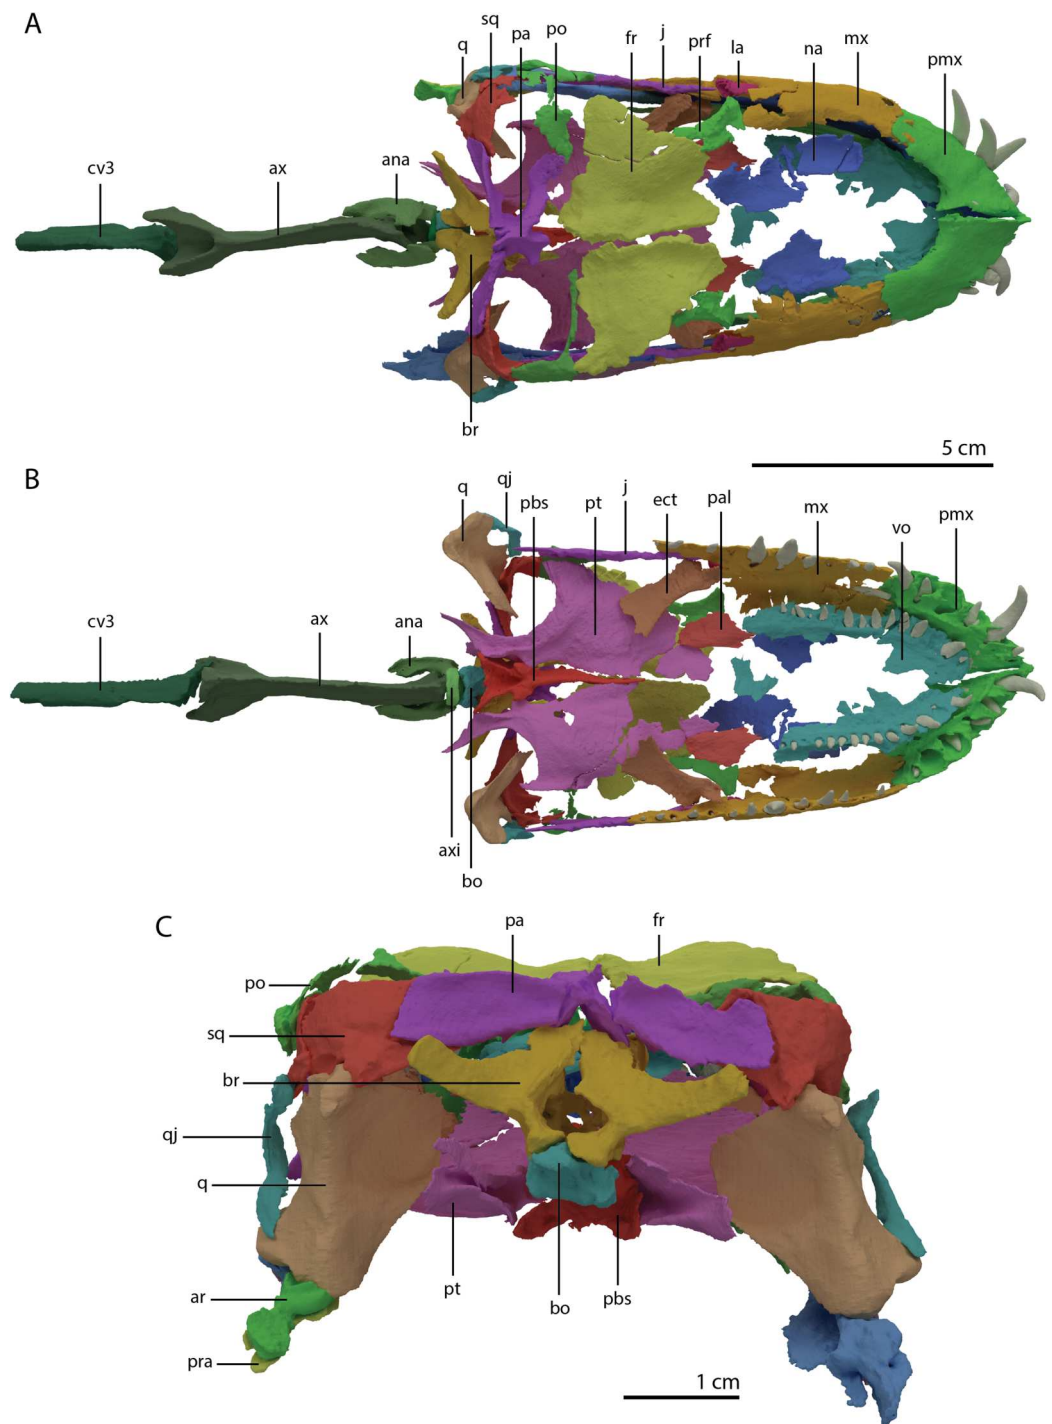 A
q sq pa po fr j prf la na mx pmx
cv3 ax ana
br
5 cm
B
q qj pbs pt j ect pal mx vo pmx
cv3 ax ana
axi
bo
C
pa fr
po
sq
br
qj
q
pt bo pbs
ar
pra
1 cm